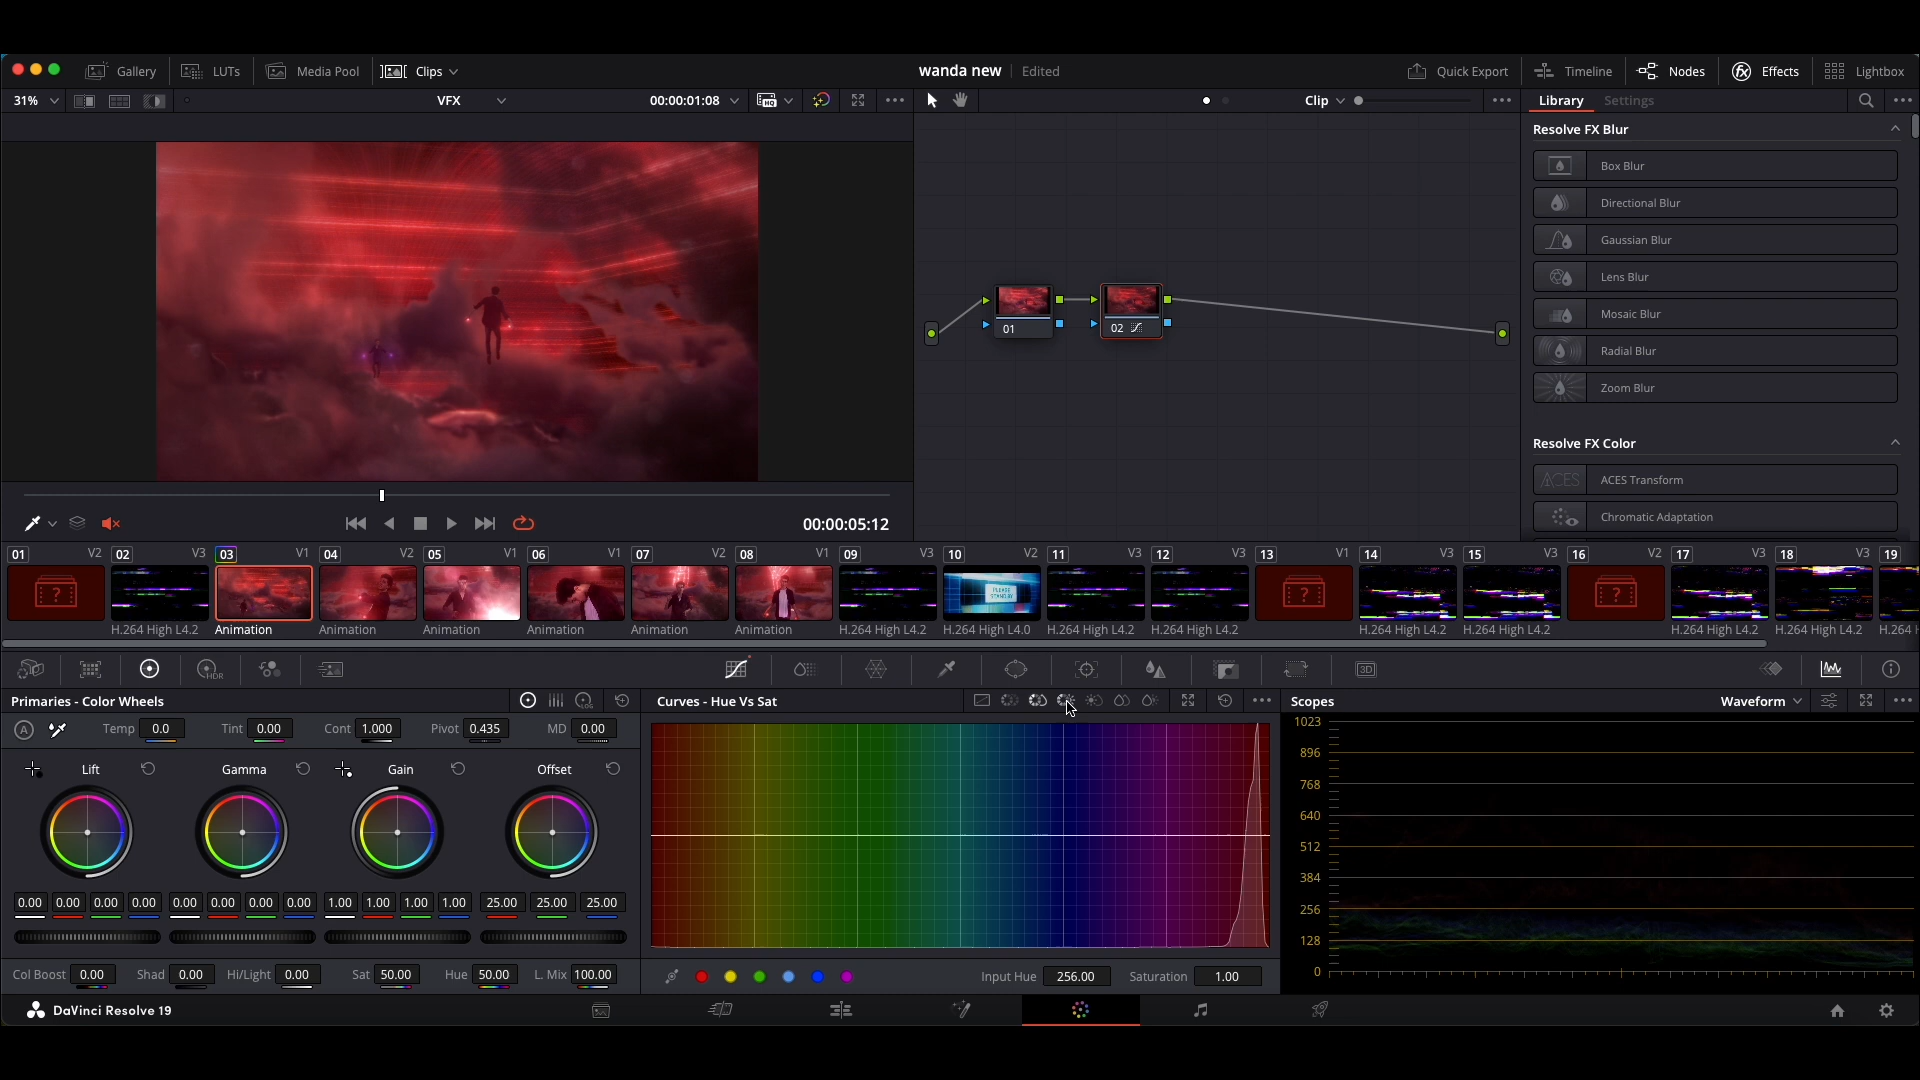 Gallery LUTs Media Pool Clips wanda new Edited Quick Export Timeline Nodes Effects Lightbox
31% VFX 00:00:01:08 HQ Clip Library Settings
Resolve FX Blur
Box Blur
Directional Blur
Gaussian Blur
Lens Blur
Mosaic Blur
Radial Blur
Zoom Blur
Resolve FX Color
ACES ACES Transform
Chromatic Adaptation
01 02
00:00:05:12
01 V2 02 V3 03 V1 04 V2 05 V1 06 V1 07 V2 08 V1 09 V3 10 V2 11 V3 12 V3 13 V1 14 V3 15 V3 16 V2 17 V3 18 V3 19
? PLEASE STANDBY ? ?
H.264 High L4.2 Animation Animation Animation Animation Animation Animation H.264 High L4.2 H.264 High L4.0 H.264 High L4.2 H.264 High L4.2 H.264 High L4.2 H.264 High L4.2 H.264 High L4.2 H.264 High L4.2 H.264 H
HDR 3D
Primaries - Color Wheels LOG Curves - Hue Vs Sat Scopes Waveform
A Temp 0.0 Tint 0.00 Cont 1.000 Pivot 0.435 MD 0.00
Lift Gamma Gain Offset
0.00 0.00 0.00 0.00 0.00 0.00 0.00 0.00 1.00 1.00 1.00 1.00 25.00 25.00 25.00
Col Boost 0.00 Shad 0.00 Hi/Light 0.00 Sat 50.00 Hue 50.00 L. Mix 100.00
Input Hue 256.00 Saturation 1.00
1023
896
768
640
512
384
256
128
0
DaVinci Resolve 19